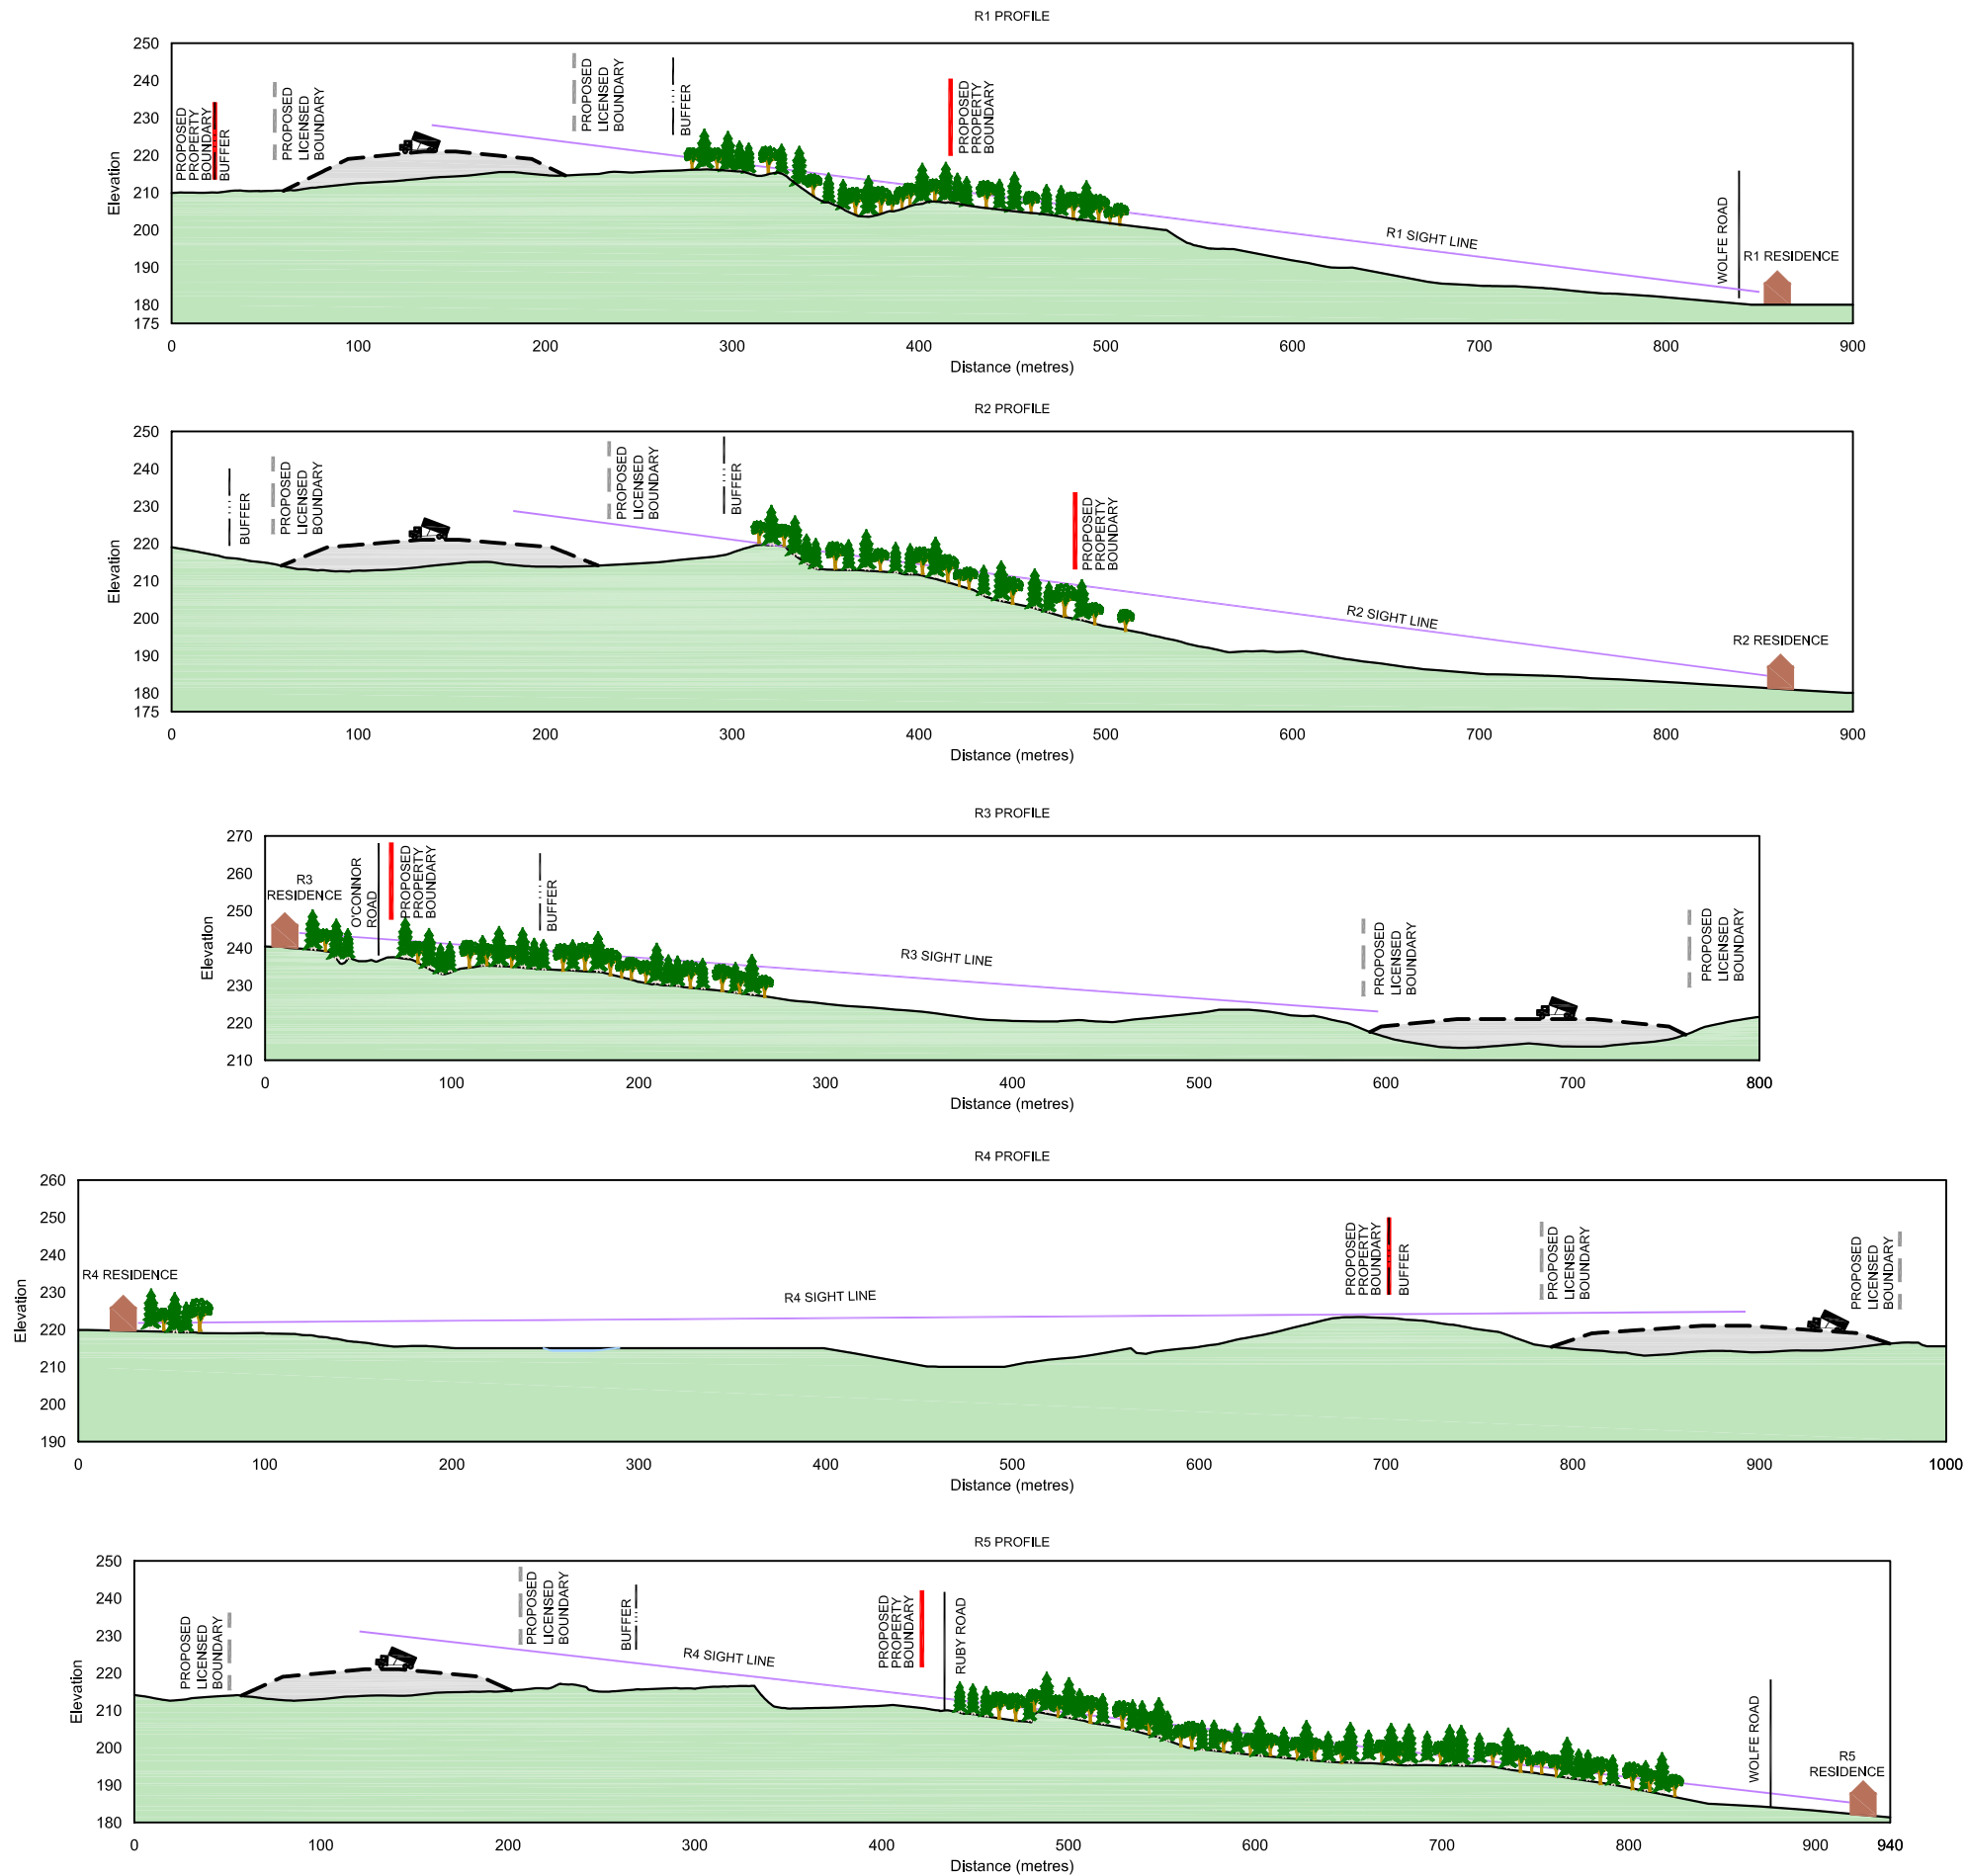 R1 PROFILE
250
240
230
220
210
200
190
180
175
Elevation
PROPOSED
PROPERTY
BOUNDARY
BUFFER
PROPOSED
LICENSED
BOUNDARY
PROPOSED
LICENSED
BOUNDARY
BUFFER
PROPOSED
PROPERTY
BOUNDARY
R1 SIGHT LINE
WOLFE ROAD
R1 RESIDENCE
0 100 200 300 400 500 600 700 800 900
Distance (metres)
R2 PROFILE
250
240
230
220
210
200
190
180
175
Elevation
BUFFER
PROPOSED
LICENSED
BOUNDARY
PROPOSED
LICENSED
BOUNDARY
BUFFER
PROPOSED
PROPERTY
BOUNDARY
R2 SIGHT LINE
R2 RESIDENCE
0 100 200 300 400 500 600 700 800 900
Distance (metres)
R3 PROFILE
270
260
250
240
230
220
210
Elevation
R3
RESIDENCE
O'CONNOR
ROAD
PROPOSED
PROPERTY
BOUNDARY
BUFFER
R3 SIGHT LINE
PROPOSED
LICENSED
BOUNDARY
PROPOSED
LICENSED
BOUNDARY
0 100 200 300 400 500 600 700 800
Distance (metres)
R4 PROFILE
260
250
240
230
220
210
200
190
Elevation
R4 RESIDENCE
R4 SIGHT LINE
PROPOSED
PROPERTY
BOUNDARY
BUFFER
PROPOSED
LICENSED
BOUNDARY
PROPOSED
LICENSED
BOUNDARY
0 100 200 300 400 500 600 700 800 900 1000
Distance (metres)
R5 PROFILE
250
240
230
220
210
200
190
180
Elevation
PROPOSED
LICENSED
BOUNDARY
PROPOSED
LICENSED
BOUNDARY
BUFFER
R4 SIGHT LINE
PROPOSED
PROPERTY
BOUNDARY
RUBY ROAD
WOLFE ROAD
R5
RESIDENCE
0 100 200 300 400 500 600 700 800 900 940
Distance (metres)